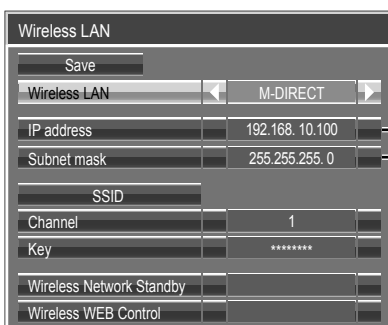 Wireless LAN
Save
Wireless LAN M-DIRECT
IP address 192.168. 10.100
Subnet mask 255.255.255. 0
SSID
Channel 1
Key ********
Wireless Network Standby
Wireless WEB Control